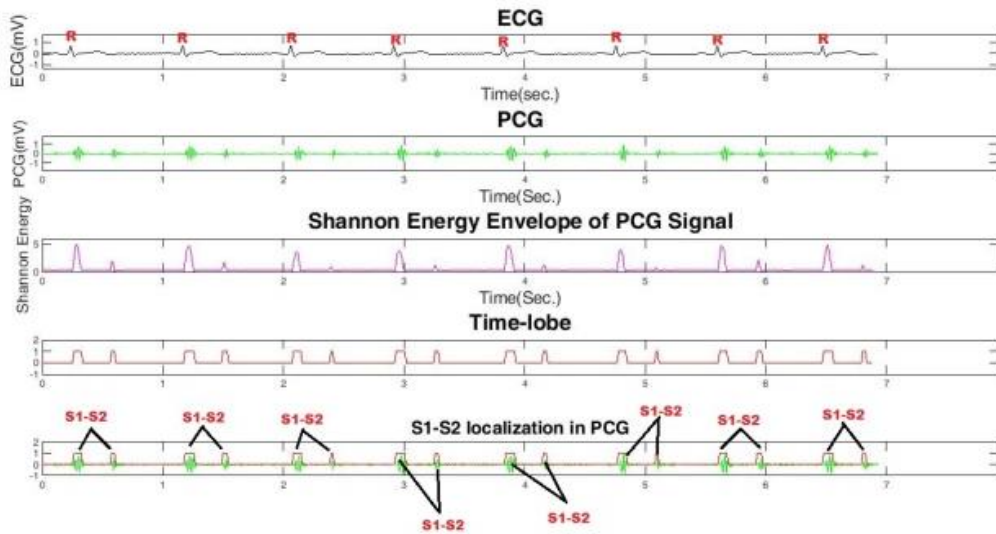 ECG
ECG(mV)
1
0
-1
R R R R R R R R
0 1 2 3 4 5 6 7
Time(sec.)
PCG
PCG(mV)
1
0
-1
0 1 2 3 4 5 6 7
Time(Sec.)
Shannon Energy Envelope of PCG Signal
Shannon Energy
5
0
0 1 2 3 4 5 6 7
Time(Sec.)
Time-lobe
2
1
0
-1
0 1 2 3 4 5 6 7
S1-S2 S1-S2 S1-S2 S1-S2 S1-S2 S1-S2
S1-S2 localization in PCG
2
1
0
-1
0 1 2 3 4 5 6 7
S1-S2 S1-S2